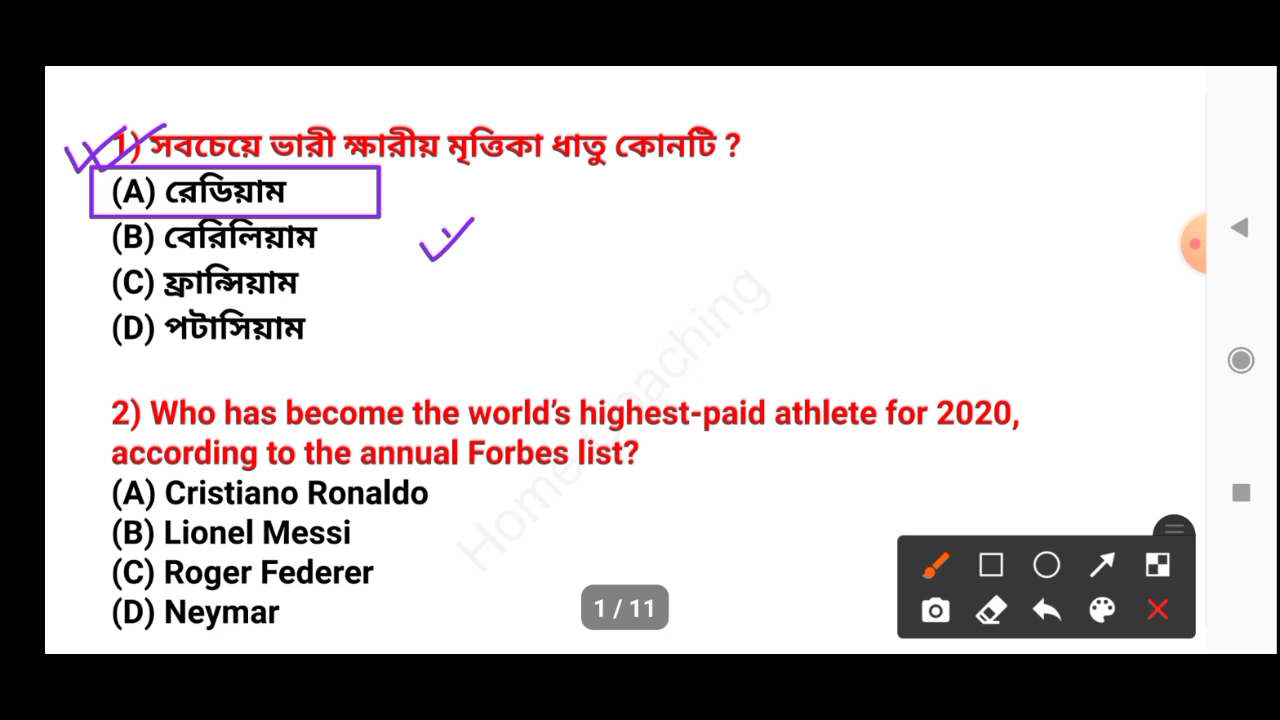 1) সবচেয়ে ভারী ক্ষারীয় মৃত্তিকা ধাতু কোনটি ?
(A) রেডিয়াম
(B) বেরিলিয়াম
(C) ফ্রান্সিয়াম
(D) পটাসিয়াম
2) Who has become the world's highest-paid athlete for 2020,
according to the annual Forbes list?
(A) Cristiano Ronaldo
(B) Lionel Messi
(C) Roger Federer
(D) Neymar
1 / 11